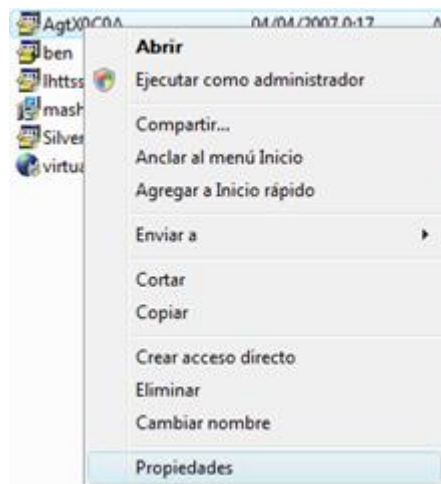 AgtX0C0A 04/04/2007 0:17
ben
lhttss
mash
Silver
virtua
Abrir
Ejecutar como administrador
Compartir...
Anclar al menú Inicio
Agregar a Inicio rápido
Enviar a
Cortar
Copiar
Crear acceso directo
Eliminar
Cambiar nombre
Propiedades